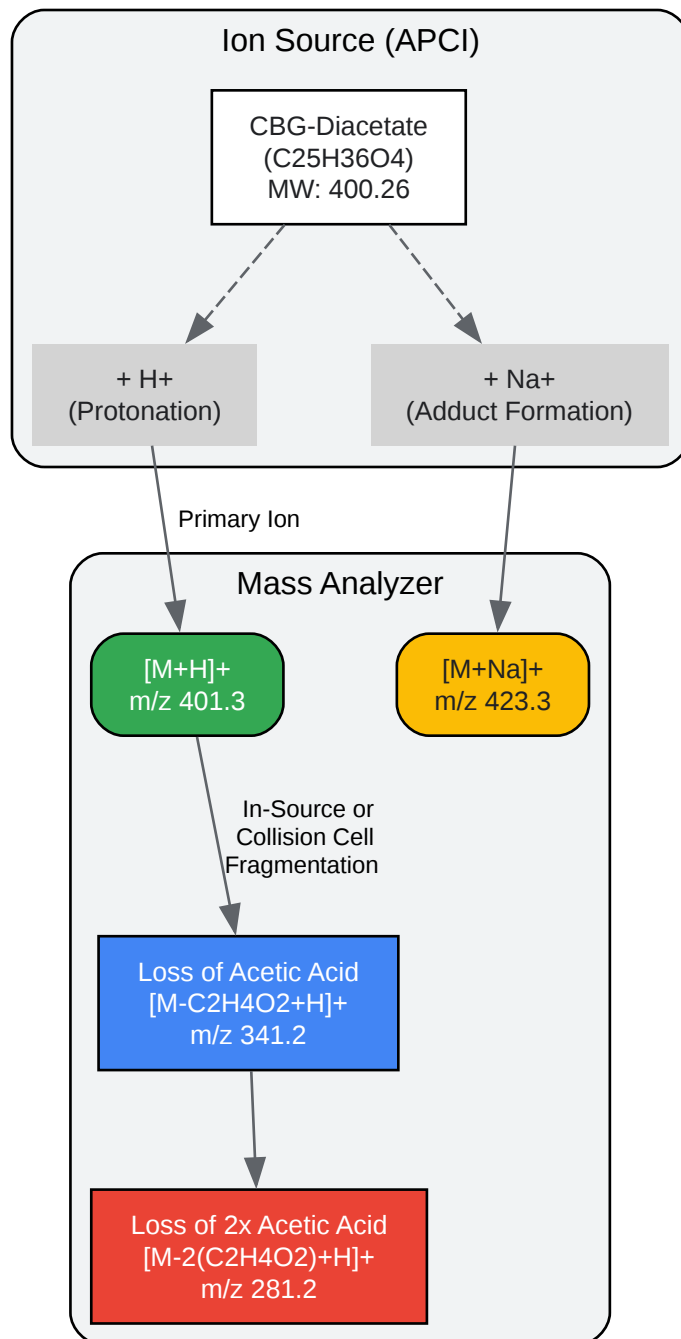 Ion Source (APCI)
CBG-Diacetate
(C25H36O4)
MW: 400.26
+ H+
(Protonation)
+ Na+
(Adduct Formation)
Primary Ion
Mass Analyzer
[M+H]+
m/z 401.3
[M+Na]+
m/z 423.3
In-Source or
Collision Cell
Fragmentation
Loss of Acetic Acid
[M-C2H4O2+H]+
m/z 341.2
Loss of 2x Acetic Acid
[M-2(C2H4O2)+H]+
m/z 281.2